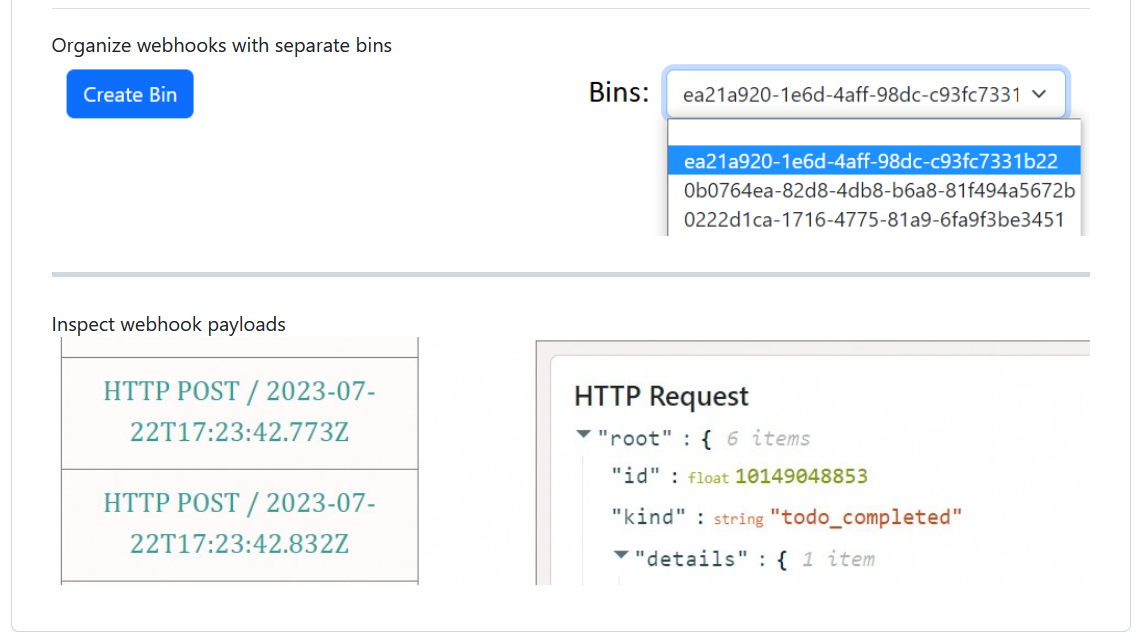 Organize webhooks with separate bins
Create Bin
Bins:
ea21a920-1e6d-4aff-98dc-c93fc7331
ea21a920-1e6d-4aff-98dc-c93fc7331b22
0b0764ea-82d8-4db8-b6a8-81f494a5672b
0222d1ca-1716-4775-81a9-6fa9f3be3451
Inspect webhook payloads
HTTP POST / 2023-07-
22T17:23:42.773Z
HTTP POST / 2023-07-
22T17:23:42.832Z
HTTP Request
"root" : { 6 items
"id" : float 10149048853
"kind" : string "todo_completed"
"details" : { 1 item